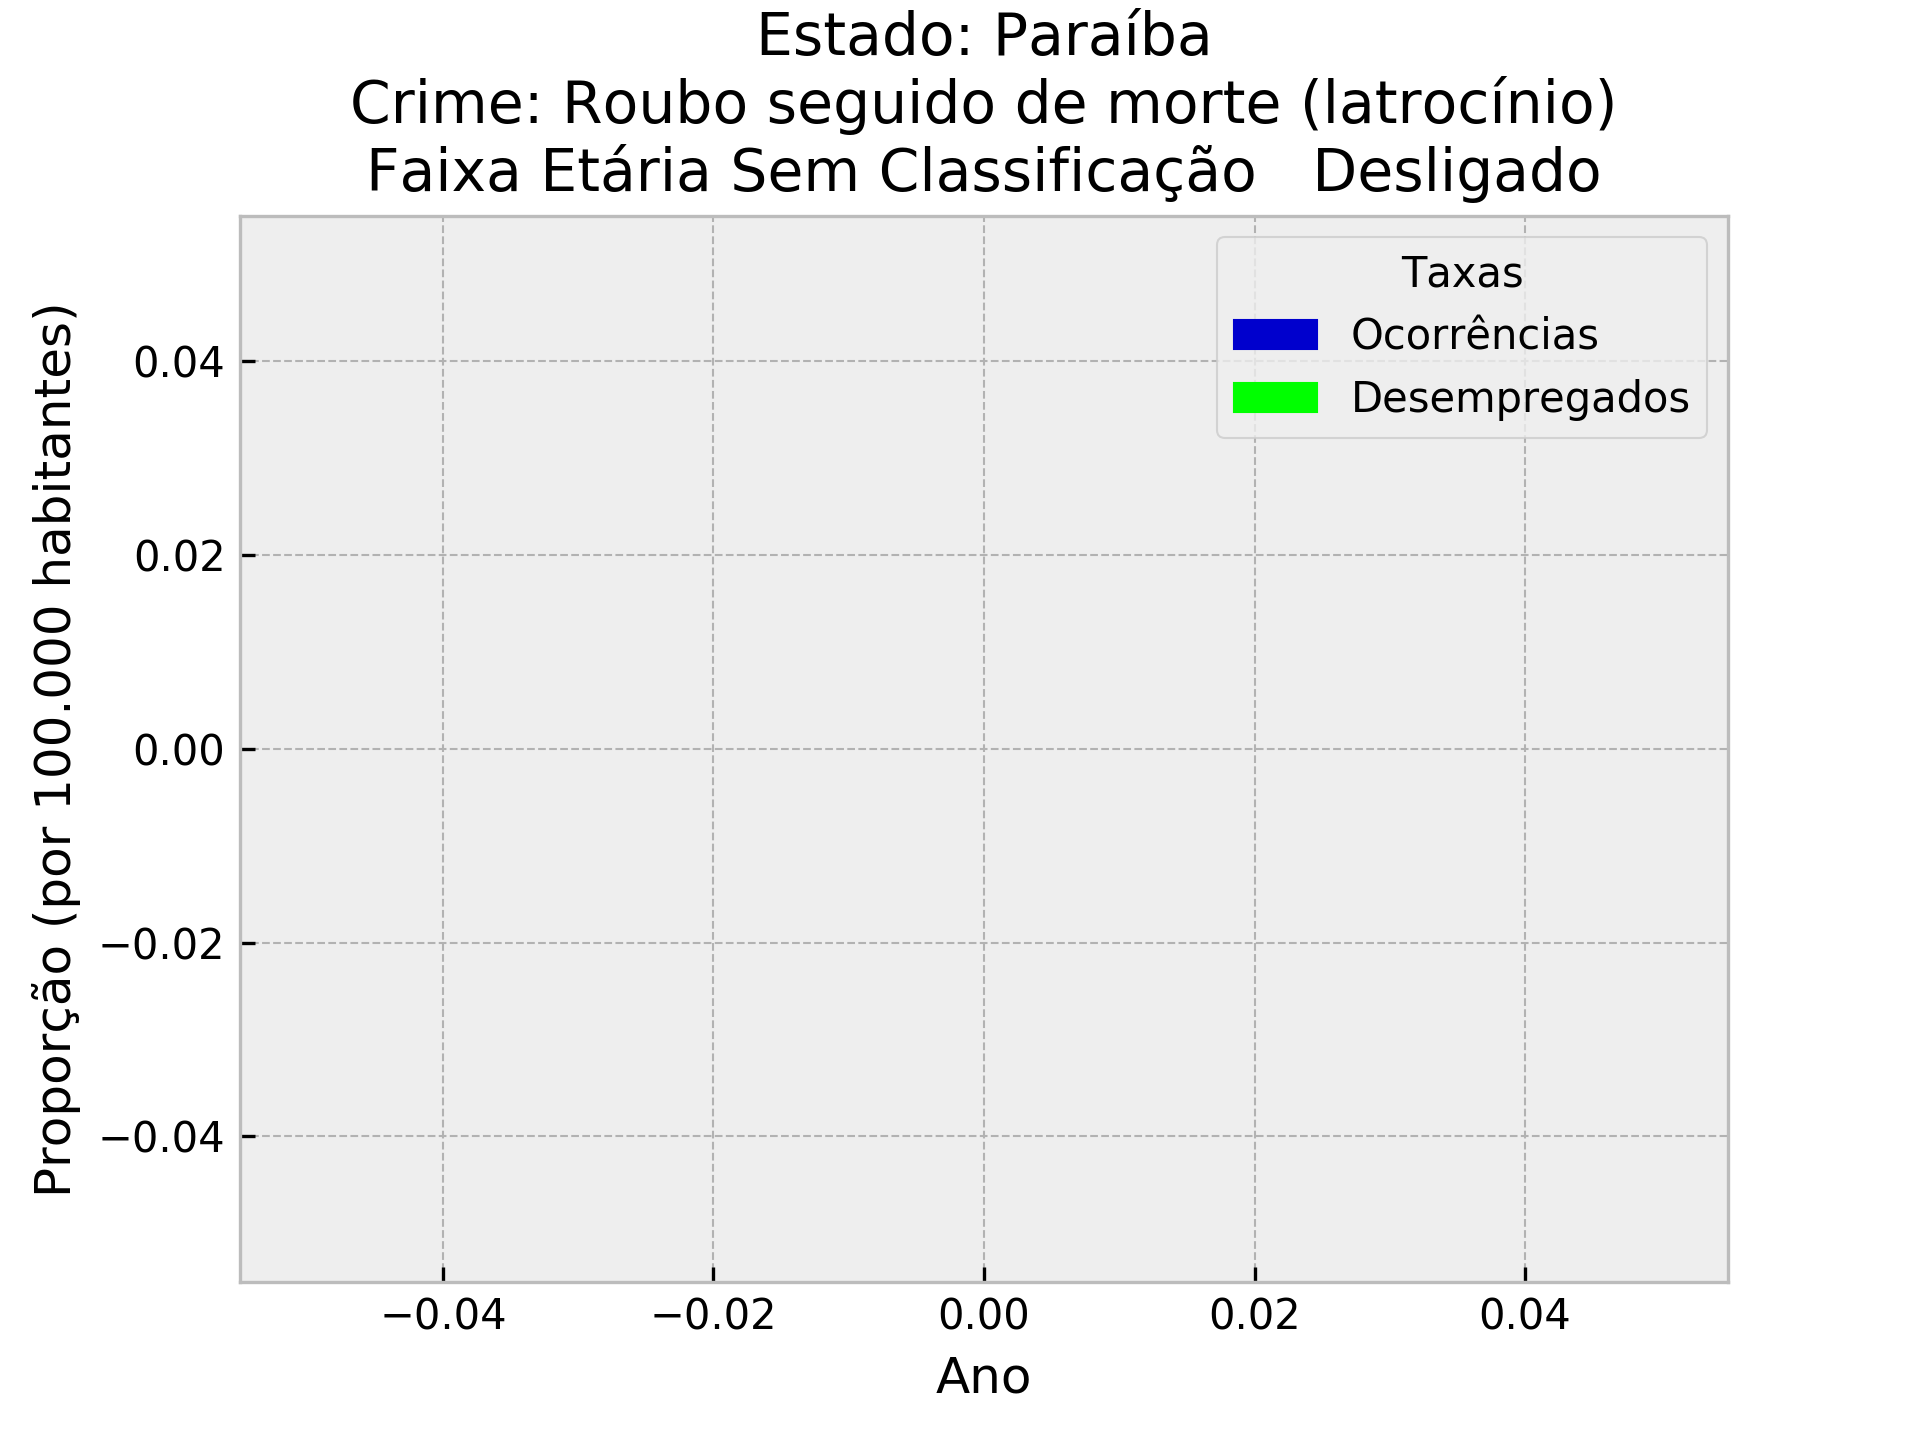 Estado: Paraíba
Crime: Roubo seguido de morte (latrocínio)
Faixa Etária Sem Classificação   Desligado
Taxas
Ocorrências
Desempregados
Proporção (por 100.000 habitantes)
0.04
0.02
0.00
−0.02
−0.04
−0.04
−0.02
0.00
0.02
0.04
Ano